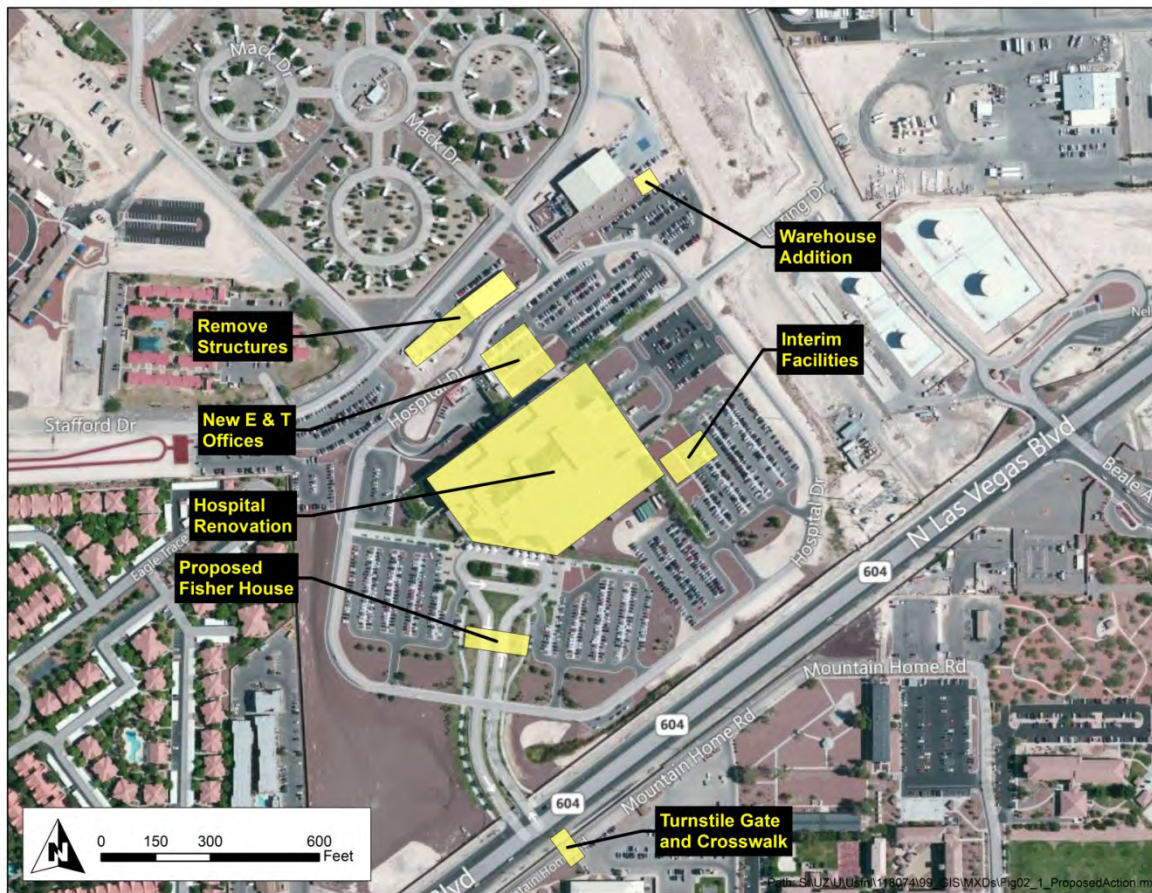 Mack Dr
Mack Dr
Loring Dr
Warehouse
Addition
Remove
Structures
Interim
Facilities
Hospital Dr
New E & T
Offices
Stafford Dr
N Las Vegas Blvd
Beale A
Hospital
Renovation
Hospital Dr
Eagle Trace
604
Proposed
Fisher House
Mountain Home Rd
604
Mountain Home Rd
604
Turnstile Gate
and Crosswalk
Blvd
N
0 150 300 600
Feet